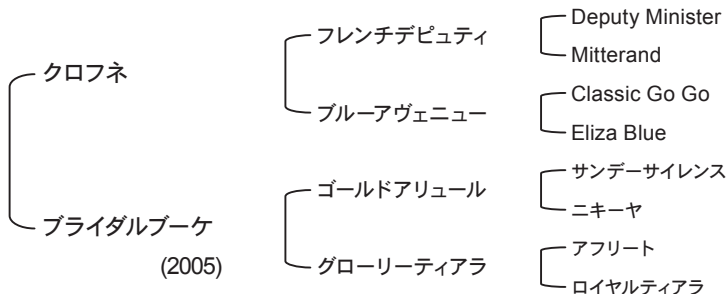 クロフネ
フレンチデピュティ
Deputy Minister
Mitterand
ブルーアヴェニュー
Classic Go Go
Eliza Blue
ブライダルブーケ
(2005)
ゴールドアリュール
サンデーサイレンス
ニキーヤ
グローリーティアラ
アフリート
ロイヤルティアラ